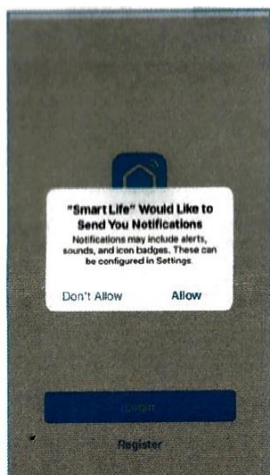 "Smart Life" Would Like to
Send You Notifications
Notifications may include alerts,
sounds, and icon badges. These can
be configured in Settings.
Don't Allow Allow
Login
Register